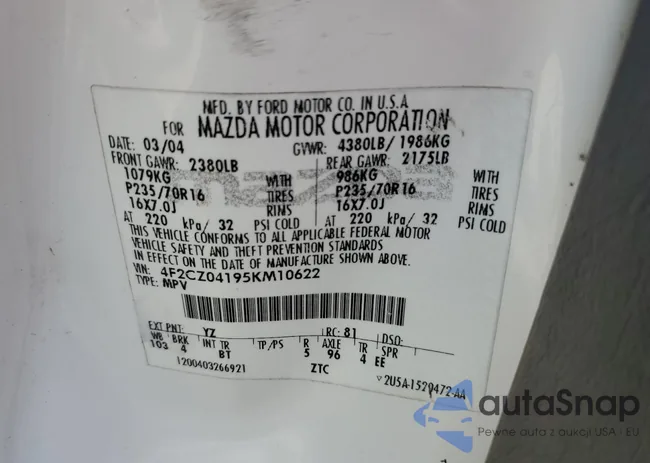 MFD. BY FORD MOTOR CO. IN U.S.A
FOR MAZDA MOTOR CORPORATION
DATE: 03/04 GVWR: 4380LB/ 1986KG
FRONT GAWR: 2380LB REAR GAWR: 2175LB
1079KG WITH 986KG WITH
P235/70R16 TIRES P235/70R16 TIRES
16X7.0J RIMS 16X7.0J RIMS
AT 220 kPa/ 32 PSI COLD AT 220 kPa/ 32 PSI COLD
THIS VEHICLE CONFORMS TO ALL APPLICABLE FEDERAL MOTOR
VEHICLE SAFETY AND THEFT PREVENTION STANDARDS
IN EFFECT ON THE DATE OF MANUFACTURE SHOWN ABOVE
VIN: 4F2CZ04195KM10622
TYPE: MPV
EXT PNT: YZ RC: 81 DSO:
WB BRK INT TR TP/PS R AXLE TR SPR
103 4 BT 5 96 4 EE
1200403266921 ZTC
2U5A-1529472-AA
autaSnap
Pewne auta z aukcji USA i EU